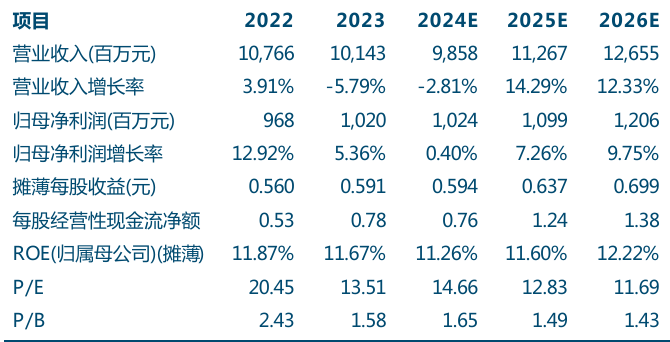 项目 2022 2023 2024E 2025E 2026E
营业收入(百万元) 10,766 10,143 9,858 11,267 12,655
营业收入增长率 3.91% -5.79% -2.81% 14.29% 12.33%
归母净利润(百万元) 968 1,020 1,024 1,099 1,206
归母净利润增长率 12.92% 5.36% 0.40% 7.26% 9.75%
摊薄每股收益(元) 0.560 0.591 0.594 0.637 0.699
每股经营性现金流净额 0.53 0.78 0.76 1.24 1.38
ROE(归属母公司)(摊薄) 11.87% 11.67% 11.26% 11.60% 12.22%
P/E 20.45 13.51 14.66 12.83 11.69
P/B 2.43 1.58 1.65 1.49 1.43